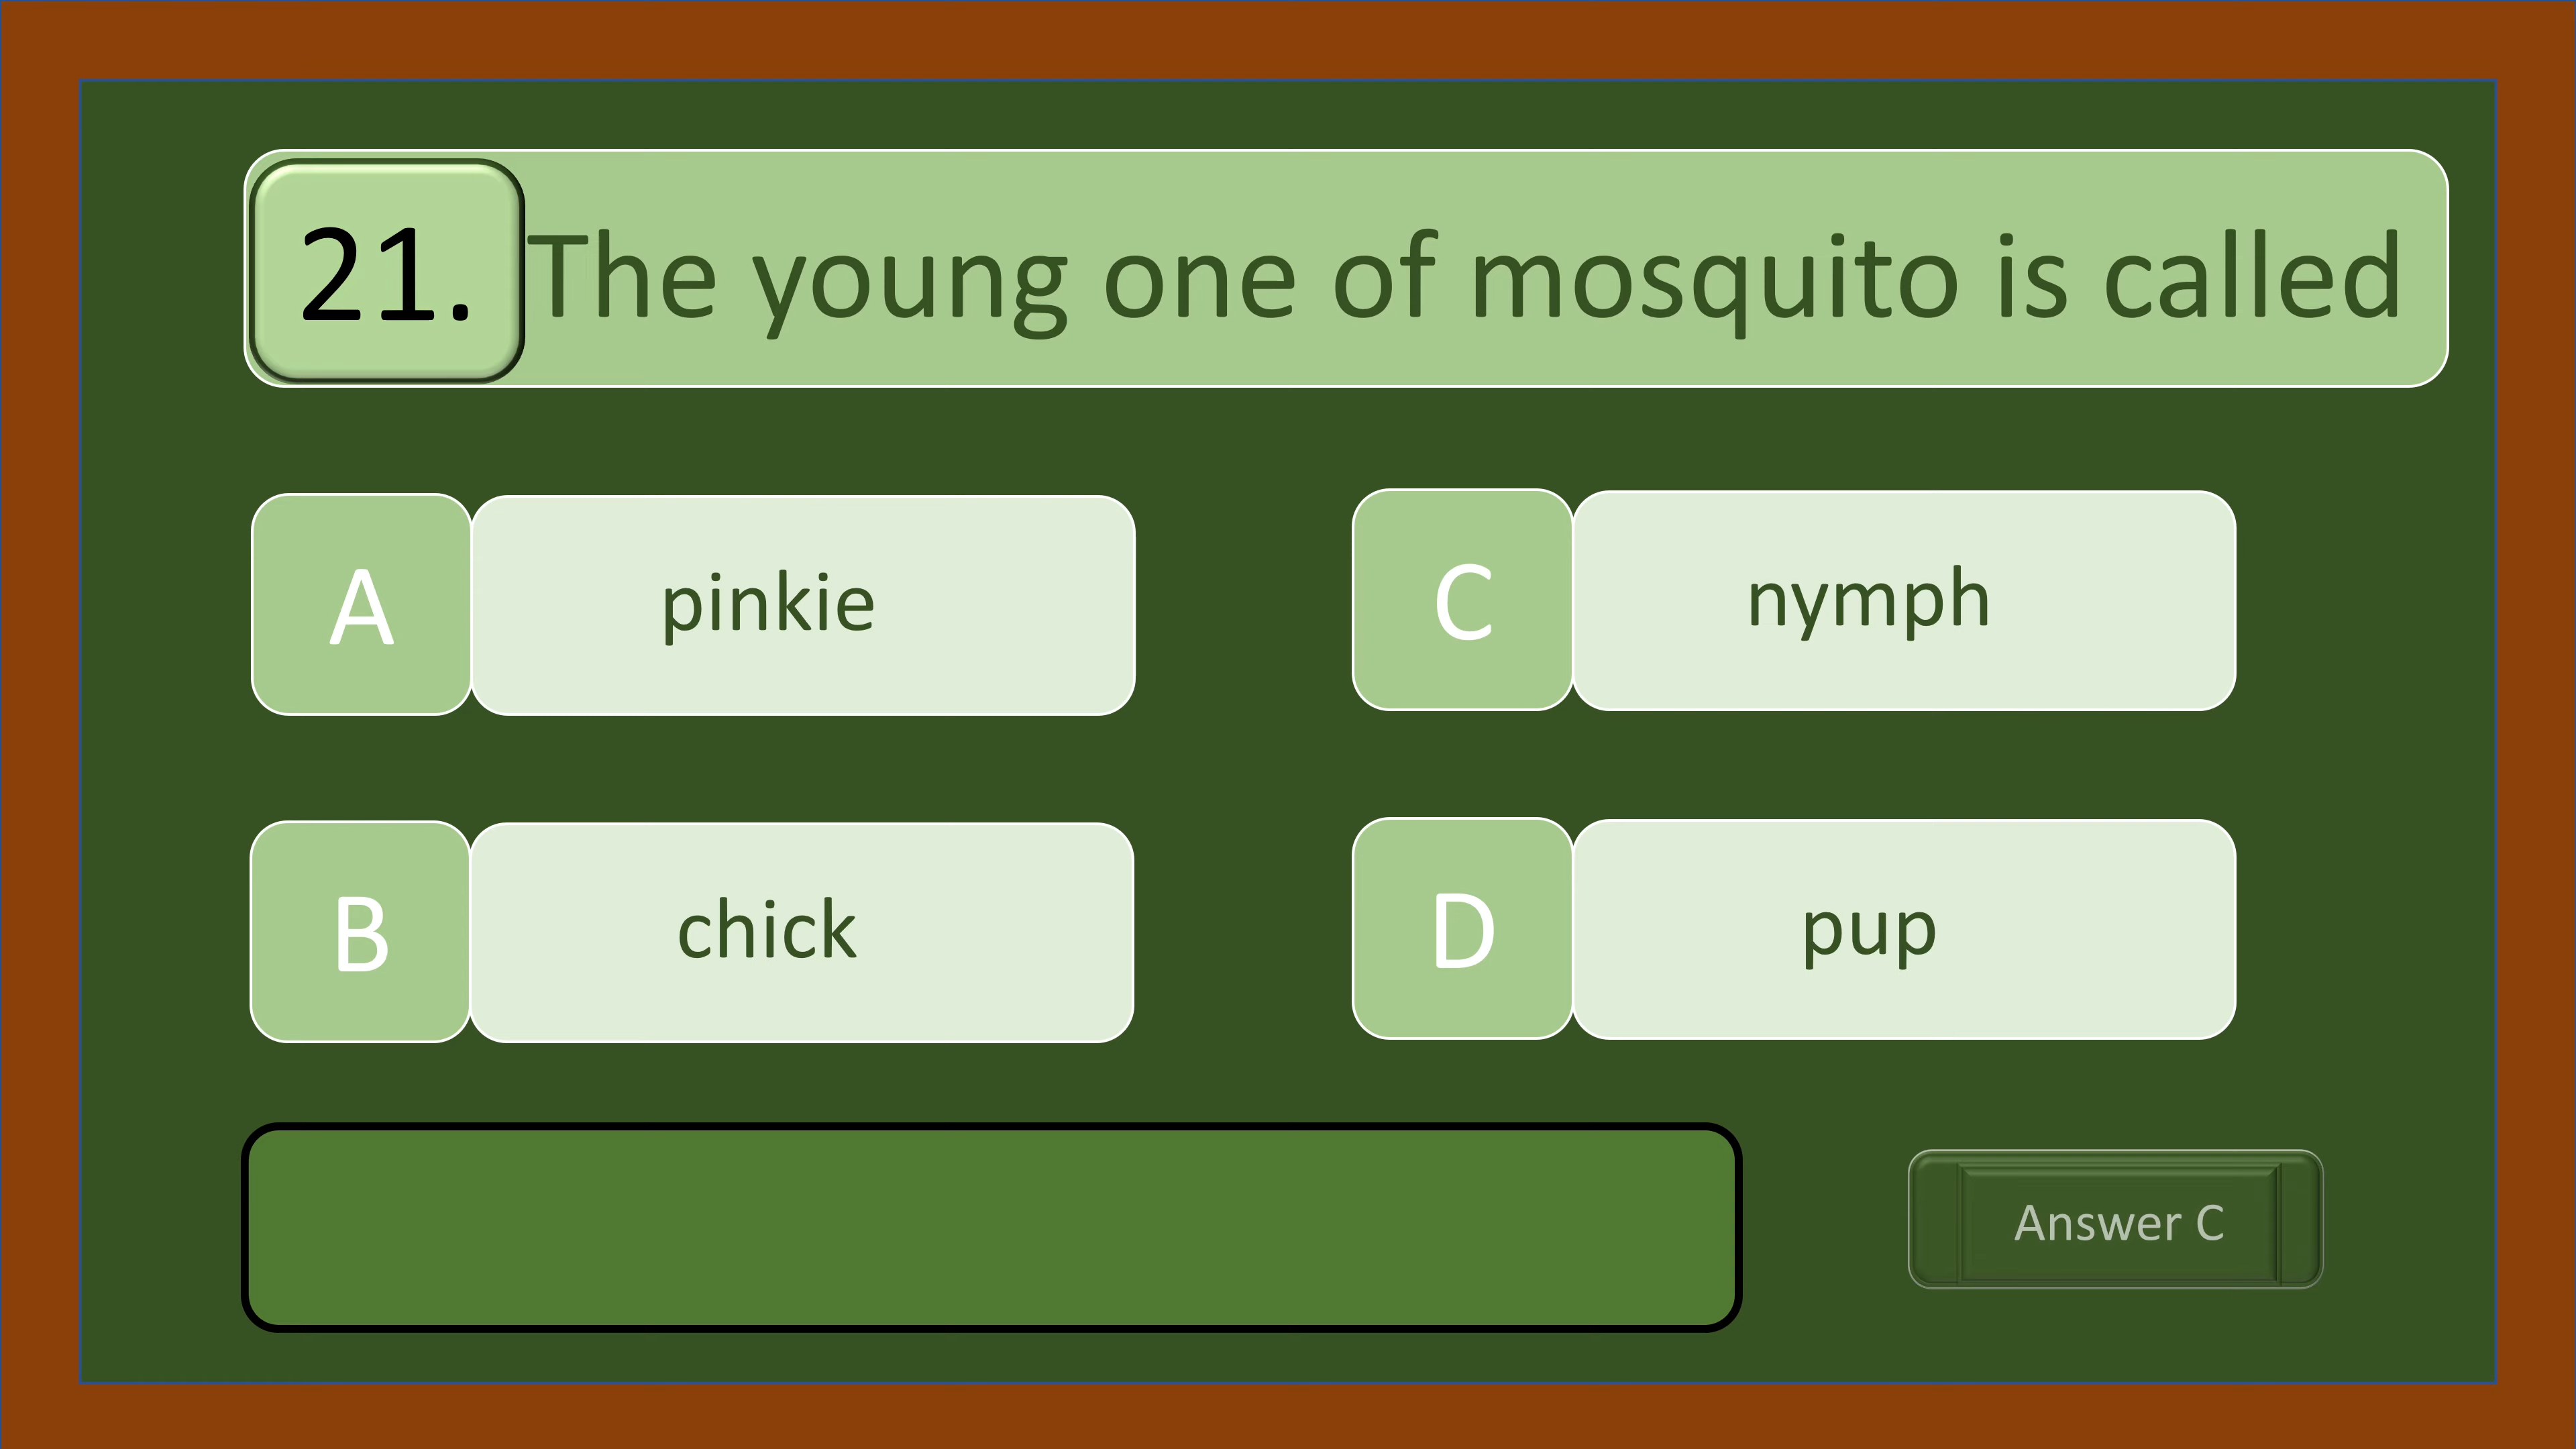 21. The young one of mosquito is called
A pinkie
C nymph
B chick
D pup
Answer C